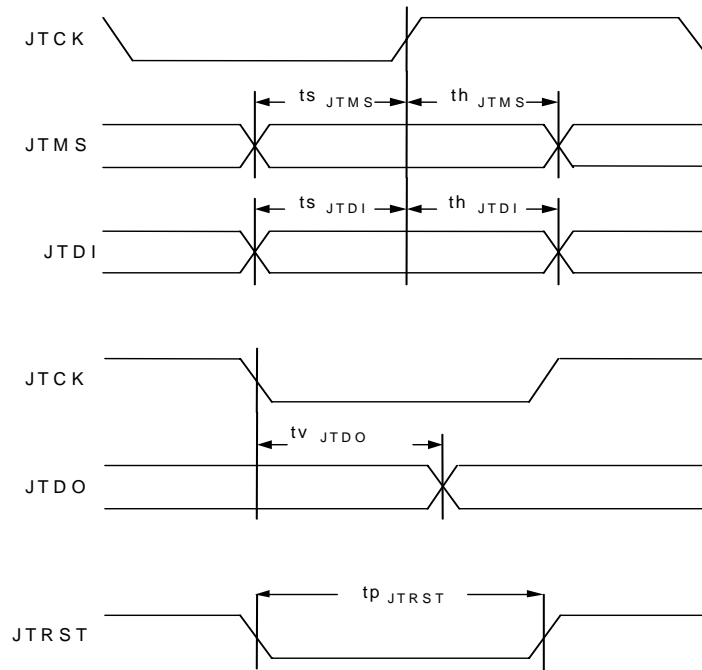 JTCK
ts JTMS th JTMS
JTMS
ts JTDI th JTDI
JTDI
JTCK
tv JTDO
JTDO
tp JTRST
JTRST